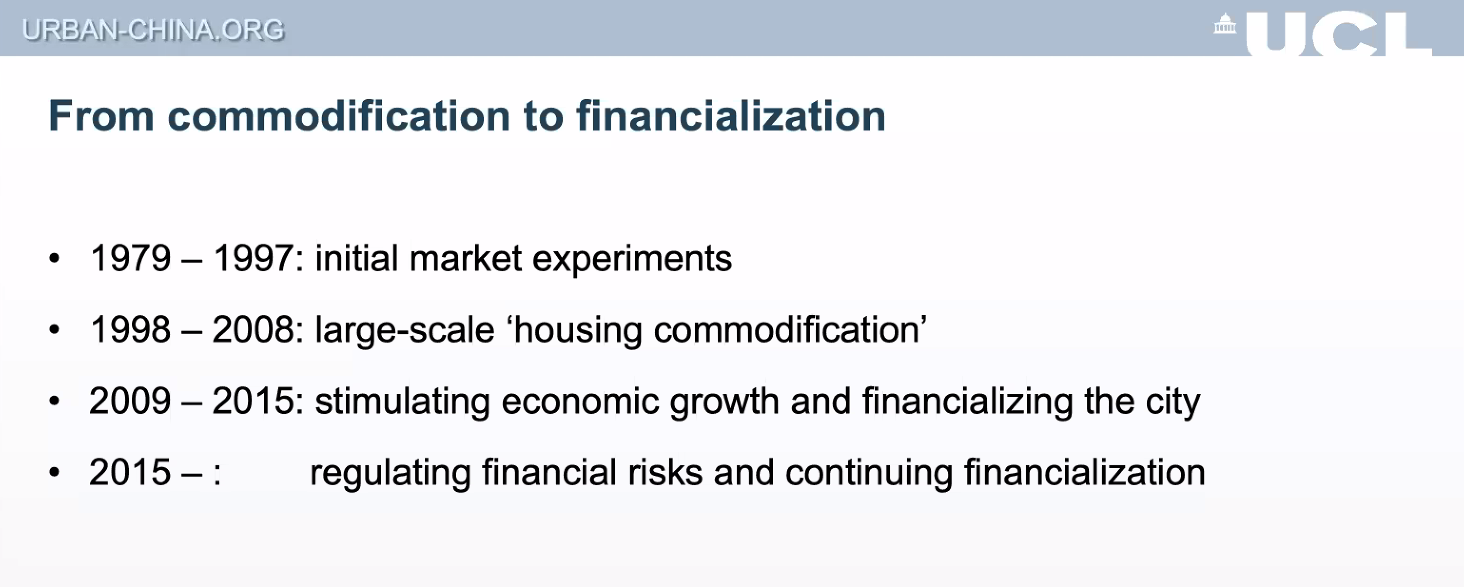 URBAN-CHINA.ORG
UCL
From commodification to financialization
• 1979 – 1997: initial market experiments
• 1998 – 2008: large-scale ‘housing commodification’
• 2009 – 2015: stimulating economic growth and financializing the city
• 2015 – : regulating financial risks and continuing financialization